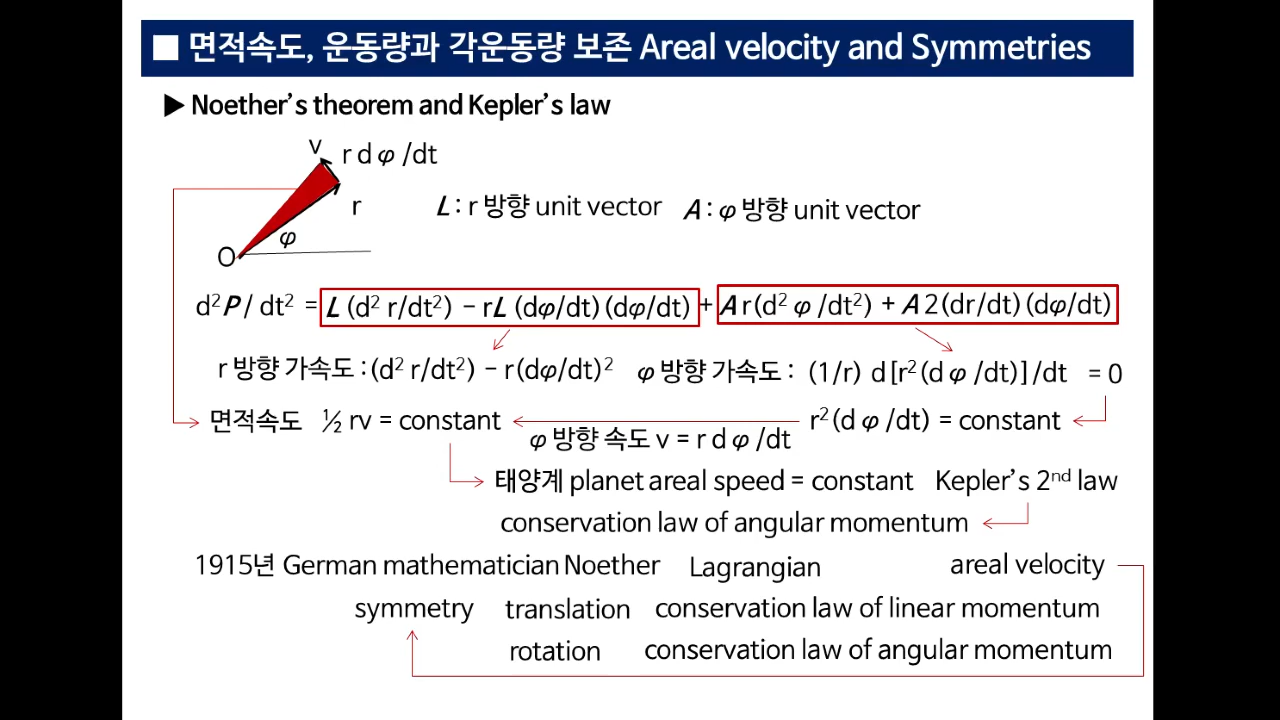 ■ 면적속도, 운동량과 각운동량 보존 Areal velocity and Symmetries
▶ Noether's theorem and Kepler's law
v
r d φ /dt
r
L : r 방향 unit vector A : φ 방향 unit vector
φ
O
d² P / dt² = L (d² r/dt²) – rL (dφ/dt) (dφ/dt) + A r(d² φ /dt²) + A 2(dr/dt) (dφ/dt)
r 방향 가속도 : (d² r/dt²) – r(dφ/dt)² φ 방향 가속도 : (1/r) d [r² (d φ /dt)] /dt = 0
면적속도 ½ rv = constant r² (d φ /dt) = constant
φ 방향 속도 v = r d φ /dt
태양계 planet areal speed = constant Kepler's 2nd law
conservation law of angular momentum
1915년 German mathematician Noether Lagrangian areal velocity
symmetry translation conservation law of linear momentum
rotation conservation law of angular momentum